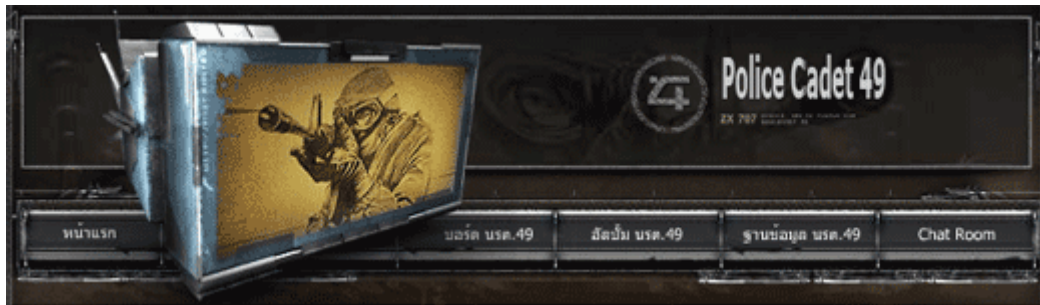 Police Cadet 49
ZX 707
หน้าแรก
บอร์ด นรต.49
อัลบั้ม นรต.49
ฐานข้อมูล นรต.49
Chat Room